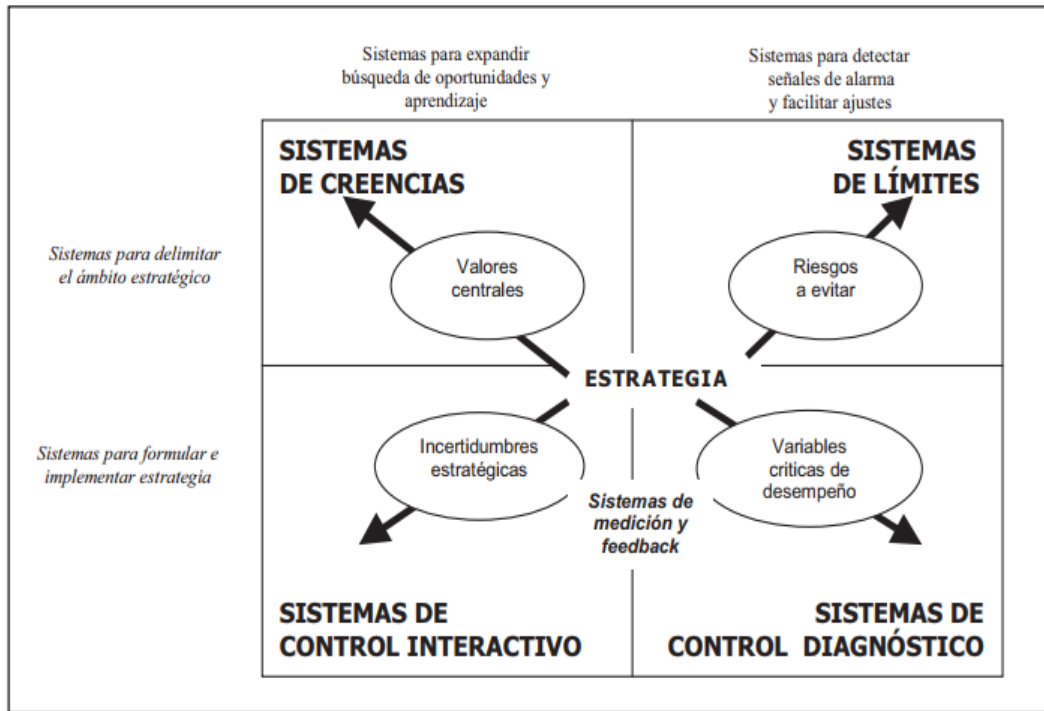 Sistemas para expandir
búsqueda de oportunidades y
aprendizaje
Sistemas para detectar
señales de alarma
y facilitar ajustes
SISTEMAS
DE CREENCIAS
SISTEMAS
DE LÍMITES
Sistemas para delimitar
el ámbito estratégico
Valores
centrales
Riesgos
a evitar
ESTRATEGIA
Sistemas para formular e
implementar estrategia
Incertidumbres
estratégicas
Variables
criticas de
desempeño
Sistemas de
medición y
feedback
SISTEMAS DE
CONTROL INTERACTIVO
SISTEMAS DE
CONTROL DIAGNÓSTICO